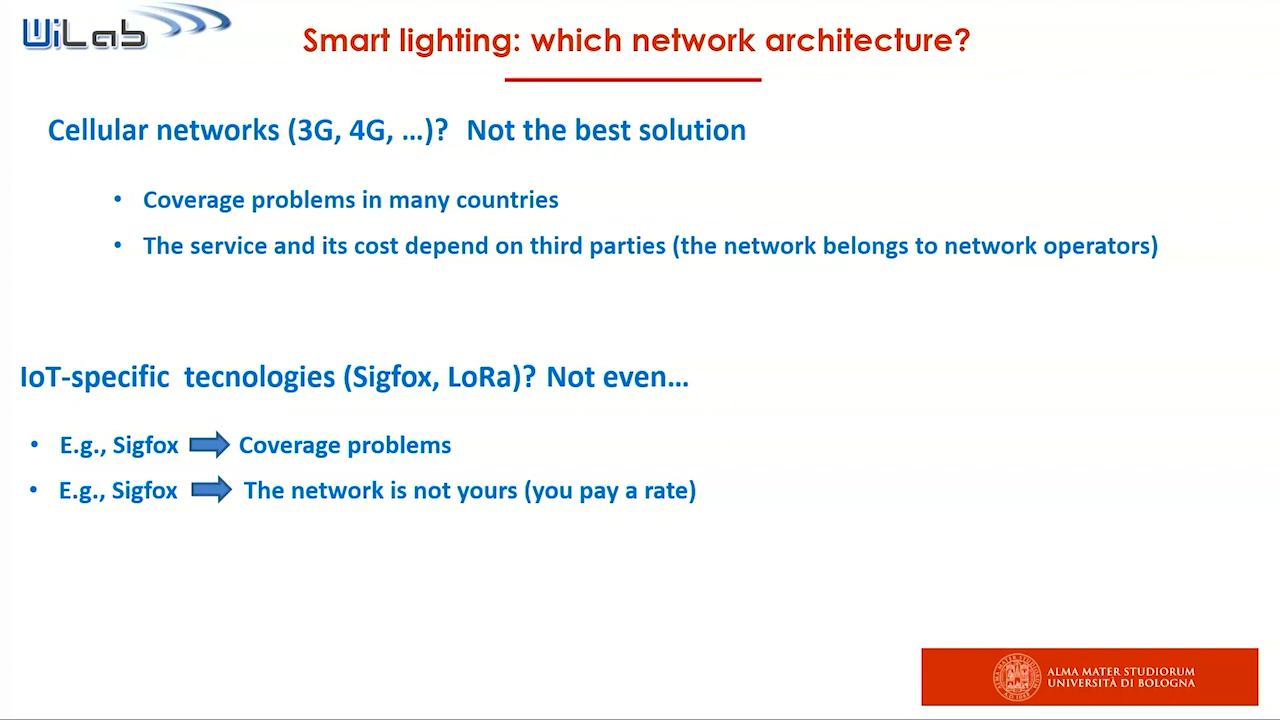 WiLab
Smart lighting: which network architecture?
Cellular networks (3G, 4G, …)? Not the best solution
• Coverage problems in many countries
• The service and its cost depend on third parties (the network belongs to network operators)
IoT-specific tecnologies (Sigfox, LoRa)? Not even…
• E.g., Sigfox Coverage problems
• E.g., Sigfox The network is not yours (you pay a rate)
ALMA MATER STUDIORUM
UNIVERSITÀ DI BOLOGNA